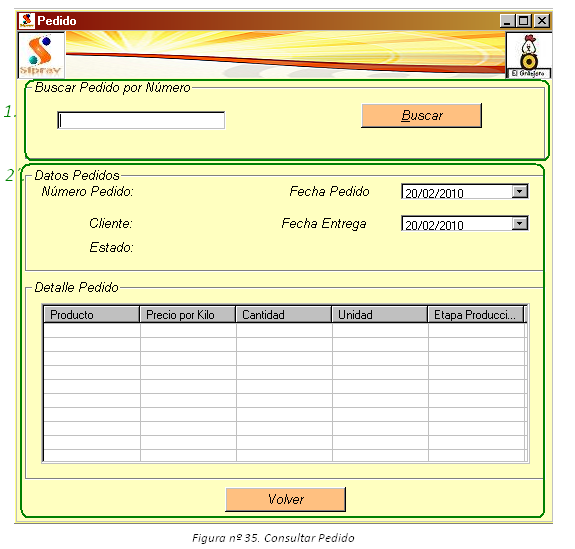 Pedido
Siprav
El Granjero
Buscar Pedido por Número
1.
Buscar
2.
Datos Pedidos
Número Pedido: Fecha Pedido 20/02/2010
Cliente: Fecha Entrega 20/02/2010
Estado:
Detalle Pedido
Producto Precio por Kilo Cantidad Unidad Etapa Producci...
Volver
Figura nº 35. Consultar Pedido